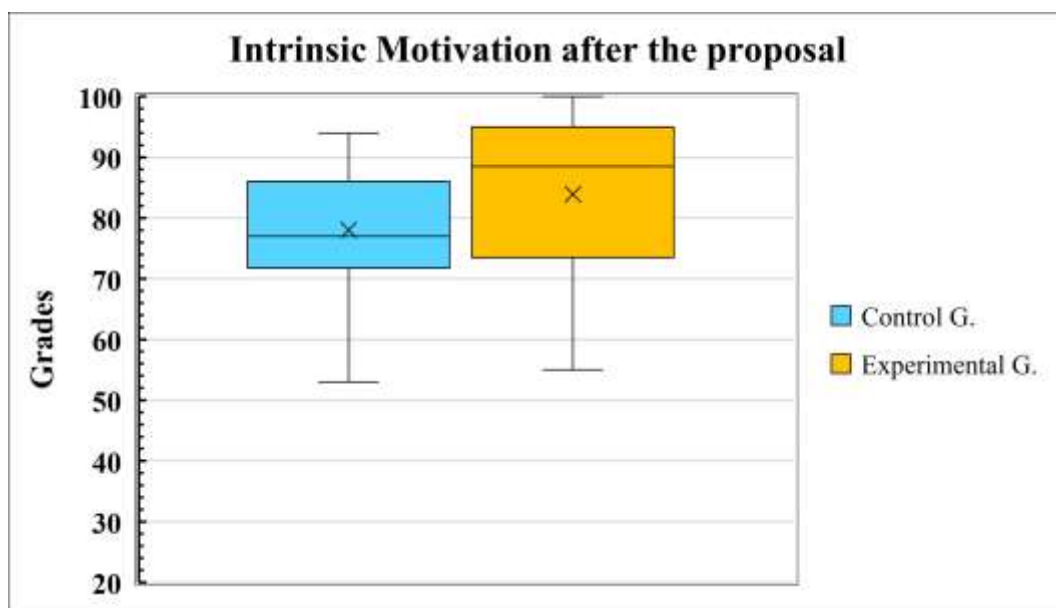 Intrinsic Motivation after the proposal
100
90
80
70
60
50
40
30
20
Grades
Control G.
Experimental G.